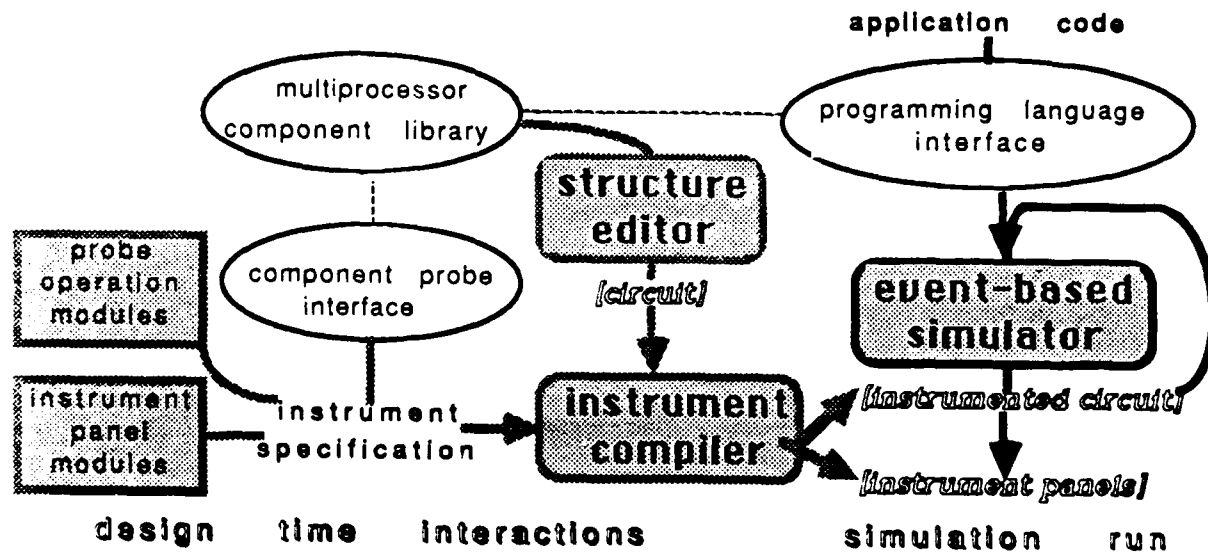 application code
multiprocessor
component library
programming language
interface
structure
editor
probe
operation
modules
component probe
interface
[circuit]
event-based
simulator
instrument
panel
modules
instrument
specification
instrument
compiler
[instrumented circuit]
[instrument panels]
design time interactions
simulation run